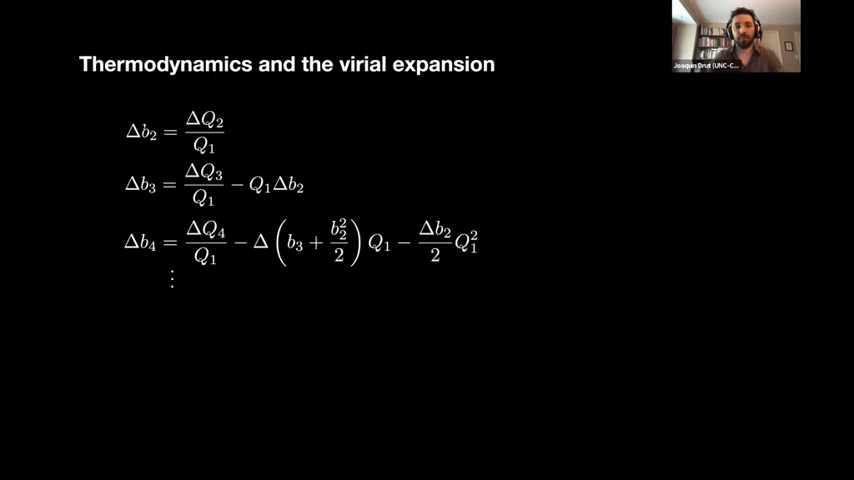 Thermodynamics and the virial expansion
Joaquin Drut (UNC-C...
Δb₂ = ΔQ₂/Q₁
Δb₃ = ΔQ₃/Q₁ − Q₁Δb₂
Δb₄ = ΔQ₄/Q₁ − Δ(b₃ + b₂²/2)Q₁ − Δb₂/2 Q₁²
⋮